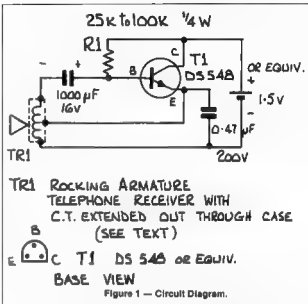 25K to 100K ¼W
R1
C
T1
DS 548
B
E
OR EQUIV.
- +
1000 µF
16V
+
1.5V
-
0.47 µF
200V
TR1
TR1 ROCKING ARMATURE
TELEPHONE RECEIVER WITH
C.T. EXTENDED OUT THROUGH CASE
(SEE TEXT)
B
E C T1 DS 548 OR EQUIV.
BASE VIEW
Figure 1 — Circuit Diagram.